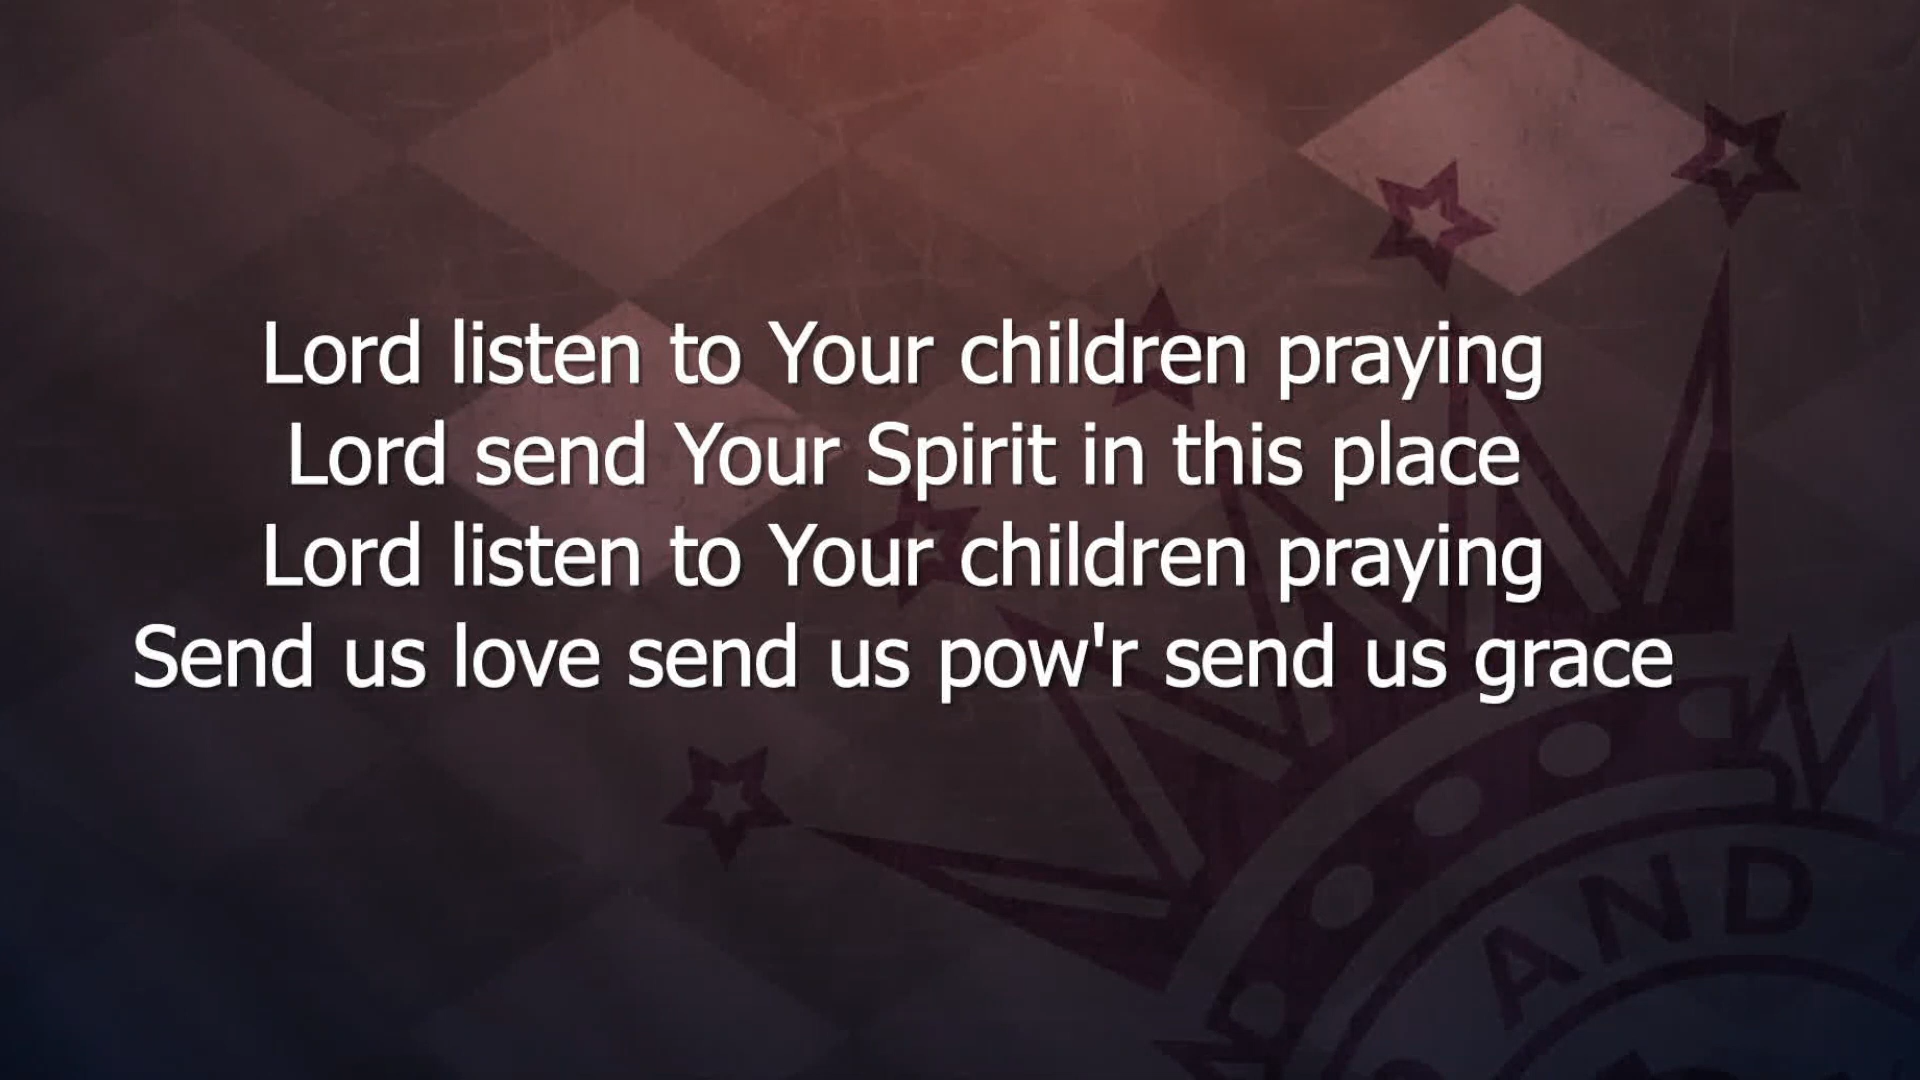 Lord listen to Your children praying
Lord send Your Spirit in this place
Lord listen to Your children praying
Send us love send us pow'r send us grace
AND